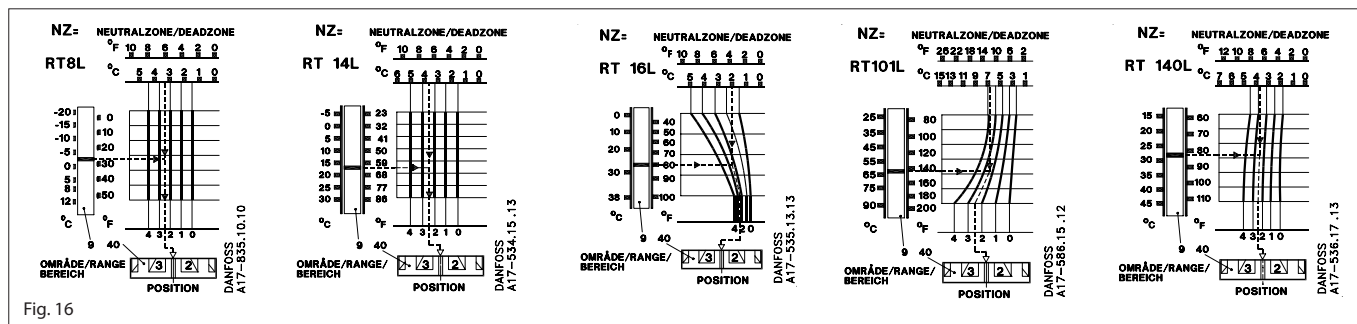 NZ= NEUTRALZONE/DEADZONE
°F 10 8 6 4 2 0
RT8L
°C 5 4 3 2 1 0
-20
-15
-10
-5
0
5
8
12
0
10
20
30
40
50
°C °F
4 3 2 1 0
9 40
OMRÅDE/RANGE/
BEREICH
3 2
POSITION
DANFOSS
A17-835.10.10
NZ= NEUTRALZONE/DEADZONE
°F 10 8 6 4 2 0
RT 14L
°C 6 5 4 3 2 1 0
-5 23
0 32
5 41
10 50
15 59
20 68
25 77
30 86
°C °F
4 3 2 1 0
9 40
OMRÅDE/RANGE/
BEREICH
3 2
POSITION
DANFOSS
A17-534.15.13
NZ= NEUTRALZONE/DEADZONE
°F 10 8 6 4 2 0
RT 16L
°C 5 4 3 2 1 0
0
10
20
30
38
40
50
60
70
80
90
100
°C °F
4 2 0
9 40
OMRÅDE/RANGE/
BEREICH
3 2
POSITION
DANFOSS
A17-535.13.13
NZ= NEUTRALZONE/DEADZONE
°F 26 22 18 14 10 6 2
RT101L
°C 15 13 11 9 7 5 3 1
25
35
45
55
65
75
90
80
100
120
140
160
180
200
°C °F
4 3 2 1 0
9 40
OMRÅDE/RANGE/
BEREICH
3 2
POSITION
DANFOSS
A17-586.15.12
NZ= NEUTRALZONE/DEADZONE
°F 12 10 8 6 4 2 0
RT 140L
°C 7 6 5 4 3 2 1 0
15
20
25
30
35
40
45
60
70
80
90
100
110
°C °F
4 3 2 1 0
9 40
OMRÅDE/RANGE/
BEREICH
3 2
POSITION
DANFOSS
A17-536.17.13
Fig. 16